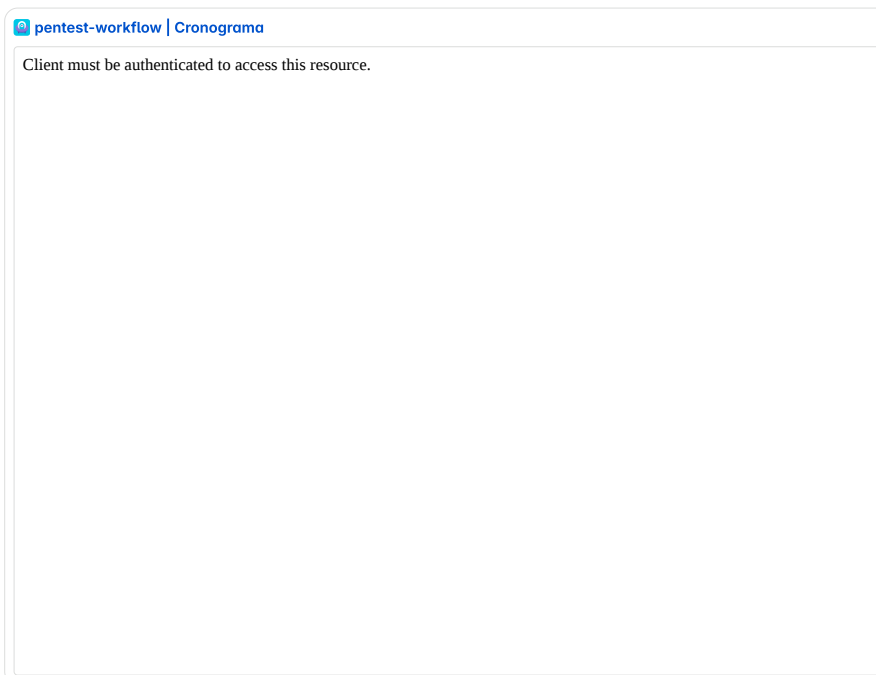 pentest-workflow | Cronograma
Client must be authenticated to access this resource.